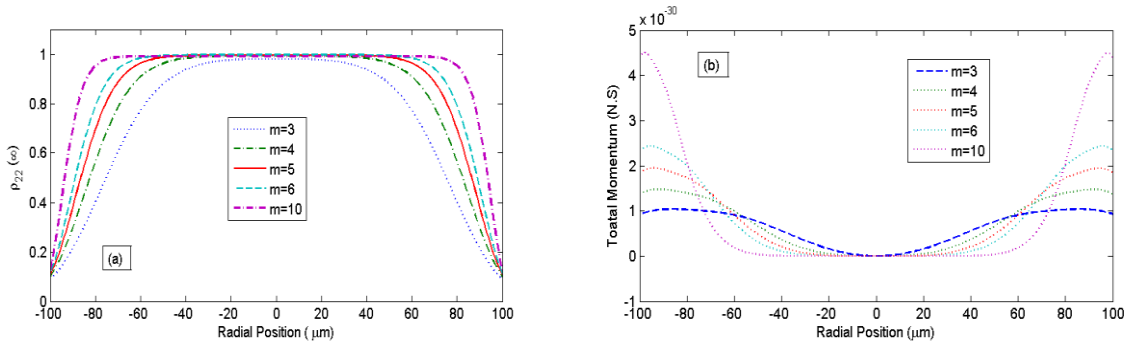 1
0.8
0.6
0.4
0.2
0
ρ22 (∞)
-100 -80 -60 -40 -20 0 20 40 60 80 100
Radial Position ( μm)
(a)
m=3
m=4
m=5
m=6
m=10
5 x 10^-30
4
3
2
1
0
-1
Toatal Momentum (N.S)
-100 -80 -60 -40 -20 0 20 40 60 80 100
Radial Position (μm)
(b)
m=3
m=4
m=5
m=6
m=10